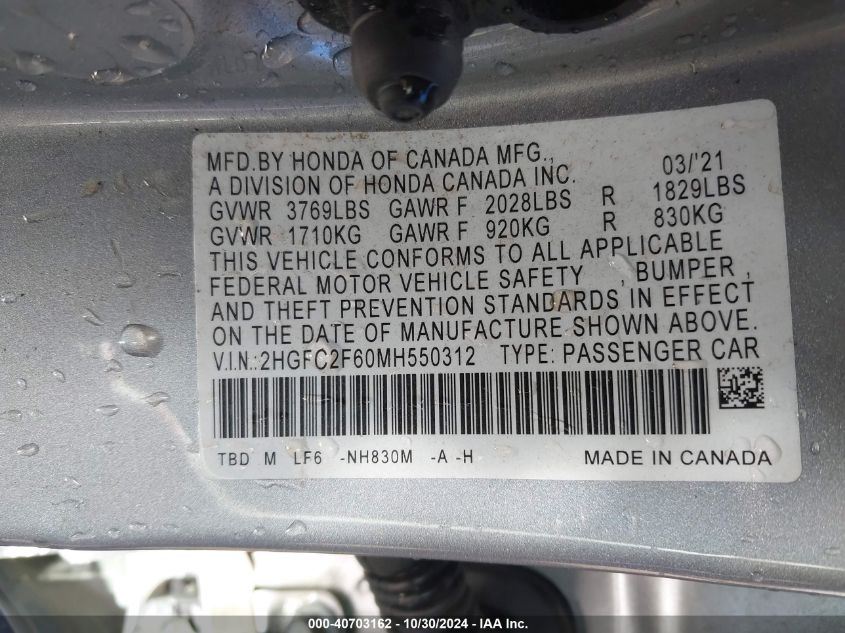 MFD.BY HONDA OF CANADA MFG., 03/'21
A DIVISION OF HONDA CANADA INC.
GVWR 3769LBS GAWR F 2028LBS R 1829LBS
GVWR 1710KG GAWR F 920KG R 830KG
THIS VEHICLE CONFORMS TO ALL APPLICABLE
FEDERAL MOTOR VEHICLE SAFETY , BUMPER ,
AND THEFT PREVENTION STANDARDS IN EFFECT
ON THE DATE OF MANUFACTURE SHOWN ABOVE.
V.I.N.:2HGFC2F60MH550312 TYPE: PASSENGER CAR
TBD M LF6 -NH830M -A -H MADE IN CANADA
000-40703162 - 10/30/2024 - IAA Inc.